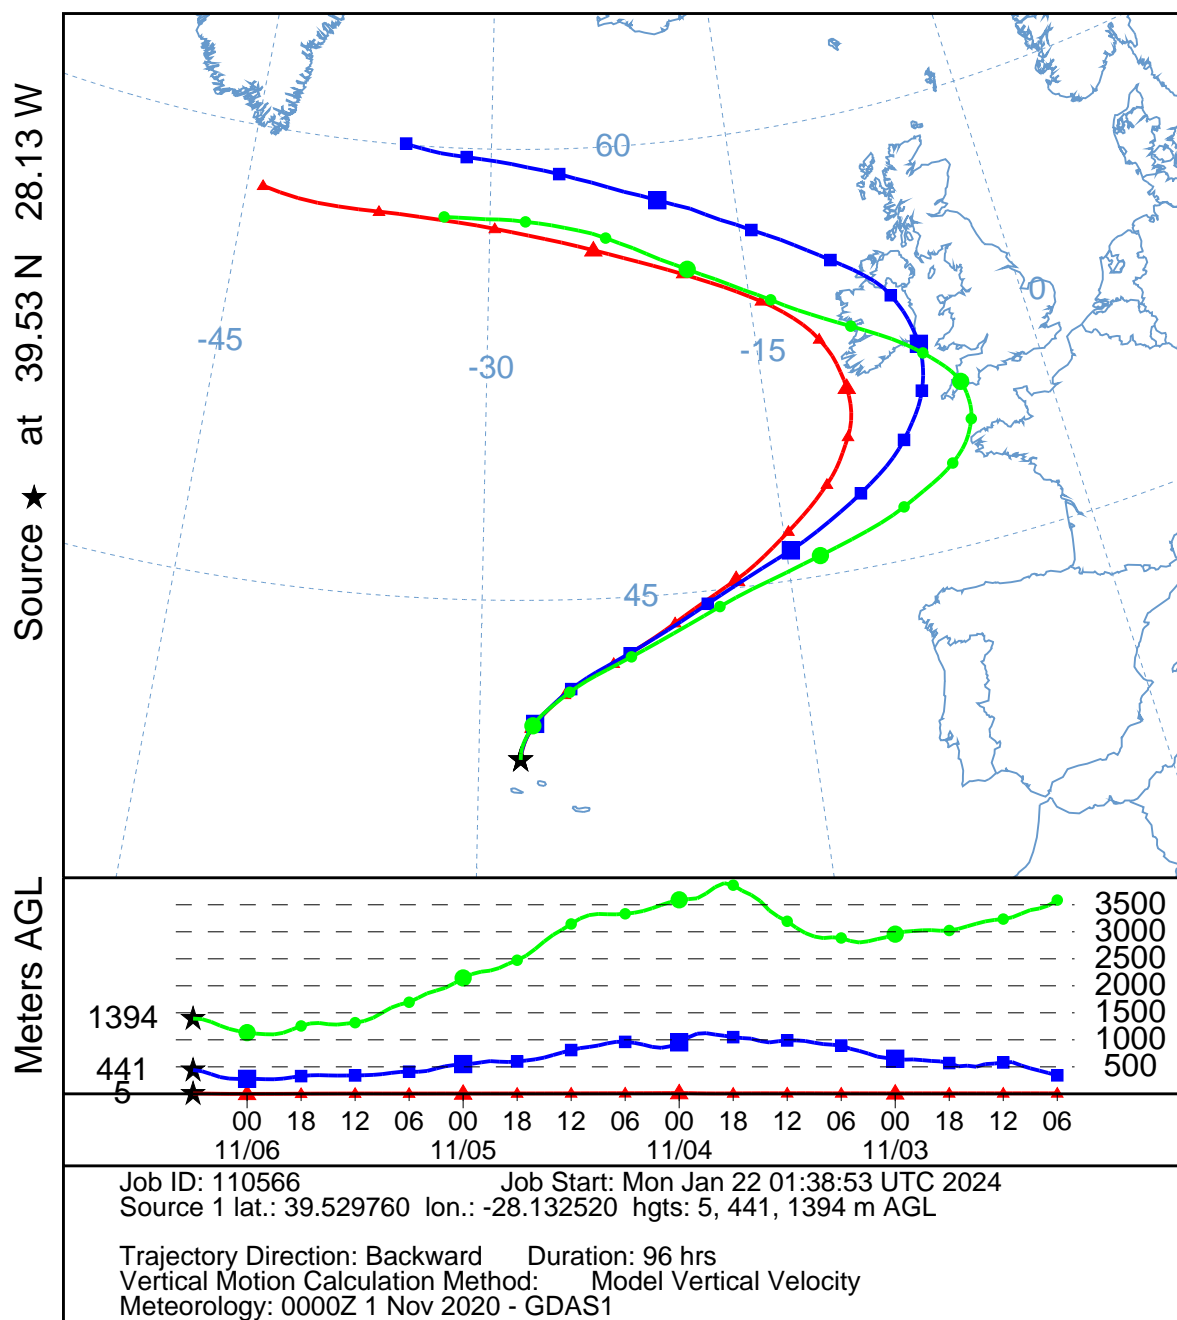 Source ★ at 39.53 N 28.13 W
60
-45
-30
-15
0
45
Meters AGL
1394
441
5
3500
3000
2500
2000
1500
1000
500
00 18 12 06 00 18 12 06 00 18 12 06 00 18 12 06
11/06 11/05 11/04 11/03
Job ID: 110566 Job Start: Mon Jan 22 01:38:53 UTC 2024
Source 1 lat.: 39.529760 lon.: -28.132520 hgts: 5, 441, 1394 m AGL
Trajectory Direction: Backward Duration: 96 hrs
Vertical Motion Calculation Method: Model Vertical Velocity
Meteorology: 0000Z 1 Nov 2020 - GDAS1